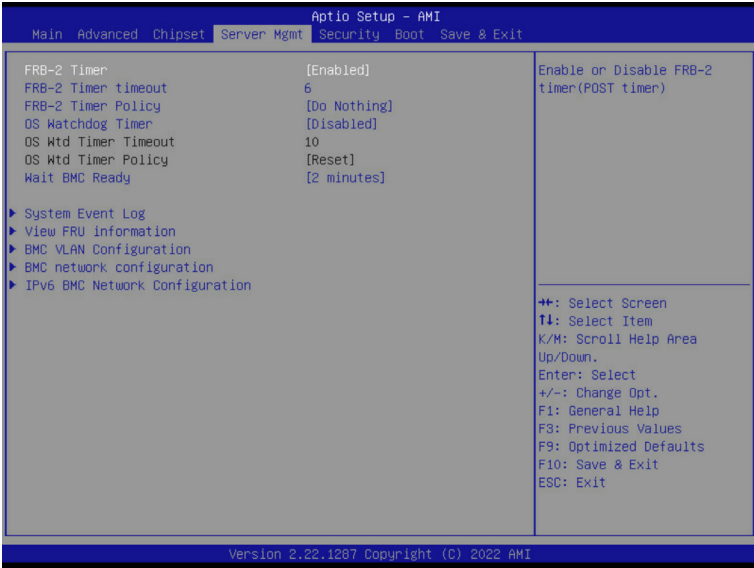 Aptio Setup – AMI
Main Advanced Chipset Server Mgmt Security Boot Save & Exit
FRB-2 Timer [Enabled]
FRB-2 Timer timeout 6
FRB-2 Timer Policy [Do Nothing]
OS Watchdog Timer [Disabled]
OS Wtd Timer Timeout 10
OS Wtd Timer Policy [Reset]
Wait BMC Ready [2 minutes]
System Event Log
View FRU information
BMC VLAN Configuration
BMC network configuration
IPv6 BMC Network Configuration
Enable or Disable FRB-2
timer(POST timer)
→←: Select Screen
↑↓: Select Item
K/M: Scroll Help Area
Up/Down.
Enter: Select
+/-: Change Opt.
F1: General Help
F3: Previous Values
F9: Optimized Defaults
F10: Save & Exit
ESC: Exit
Version 2.22.1287 Copyright (C) 2022 AMI